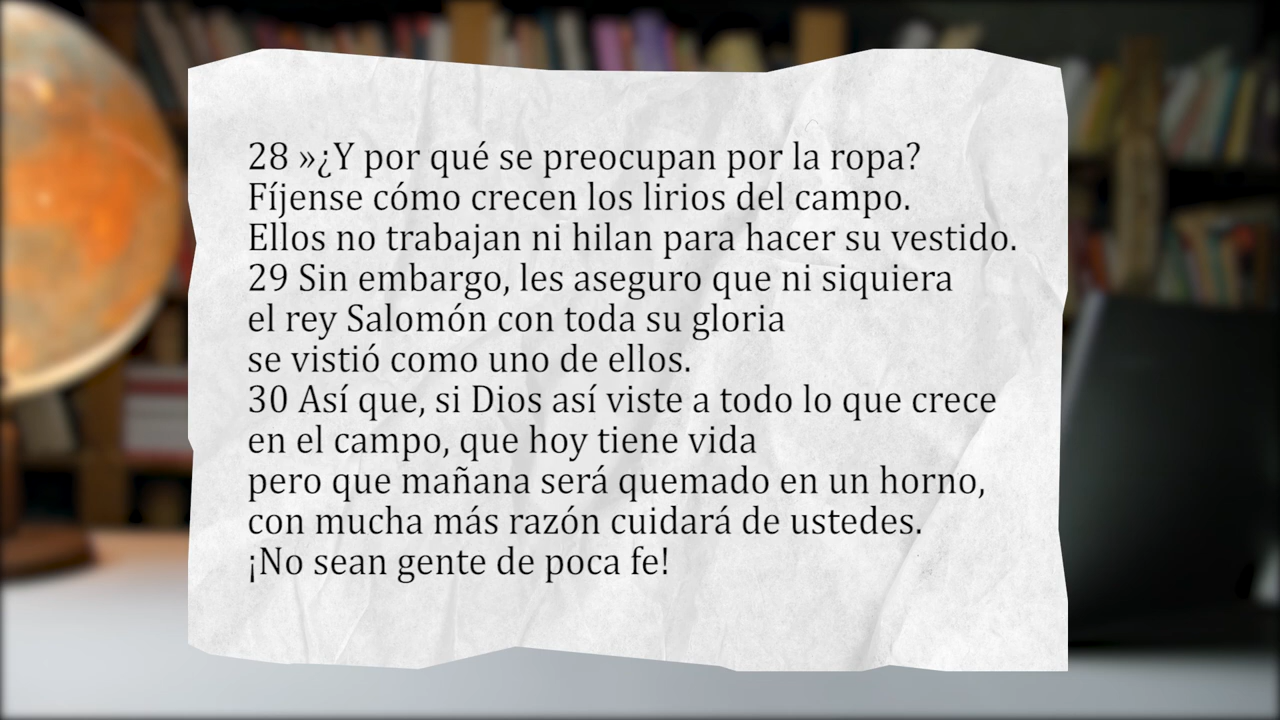 28 »¿Y por qué se preocupan por la ropa?
Fíjense cómo crecen los lirios del campo.
Ellos no trabajan ni hilan para hacer su vestido.
29 Sin embargo, les aseguro que ni siquiera
el rey Salomón con toda su gloria
se vistió como uno de ellos.
30 Así que, si Dios así viste a todo lo que crece
en el campo, que hoy tiene vida
pero que mañana será quemado en un horno,
con mucha más razón cuidará de ustedes.
¡No sean gente de poca fe!